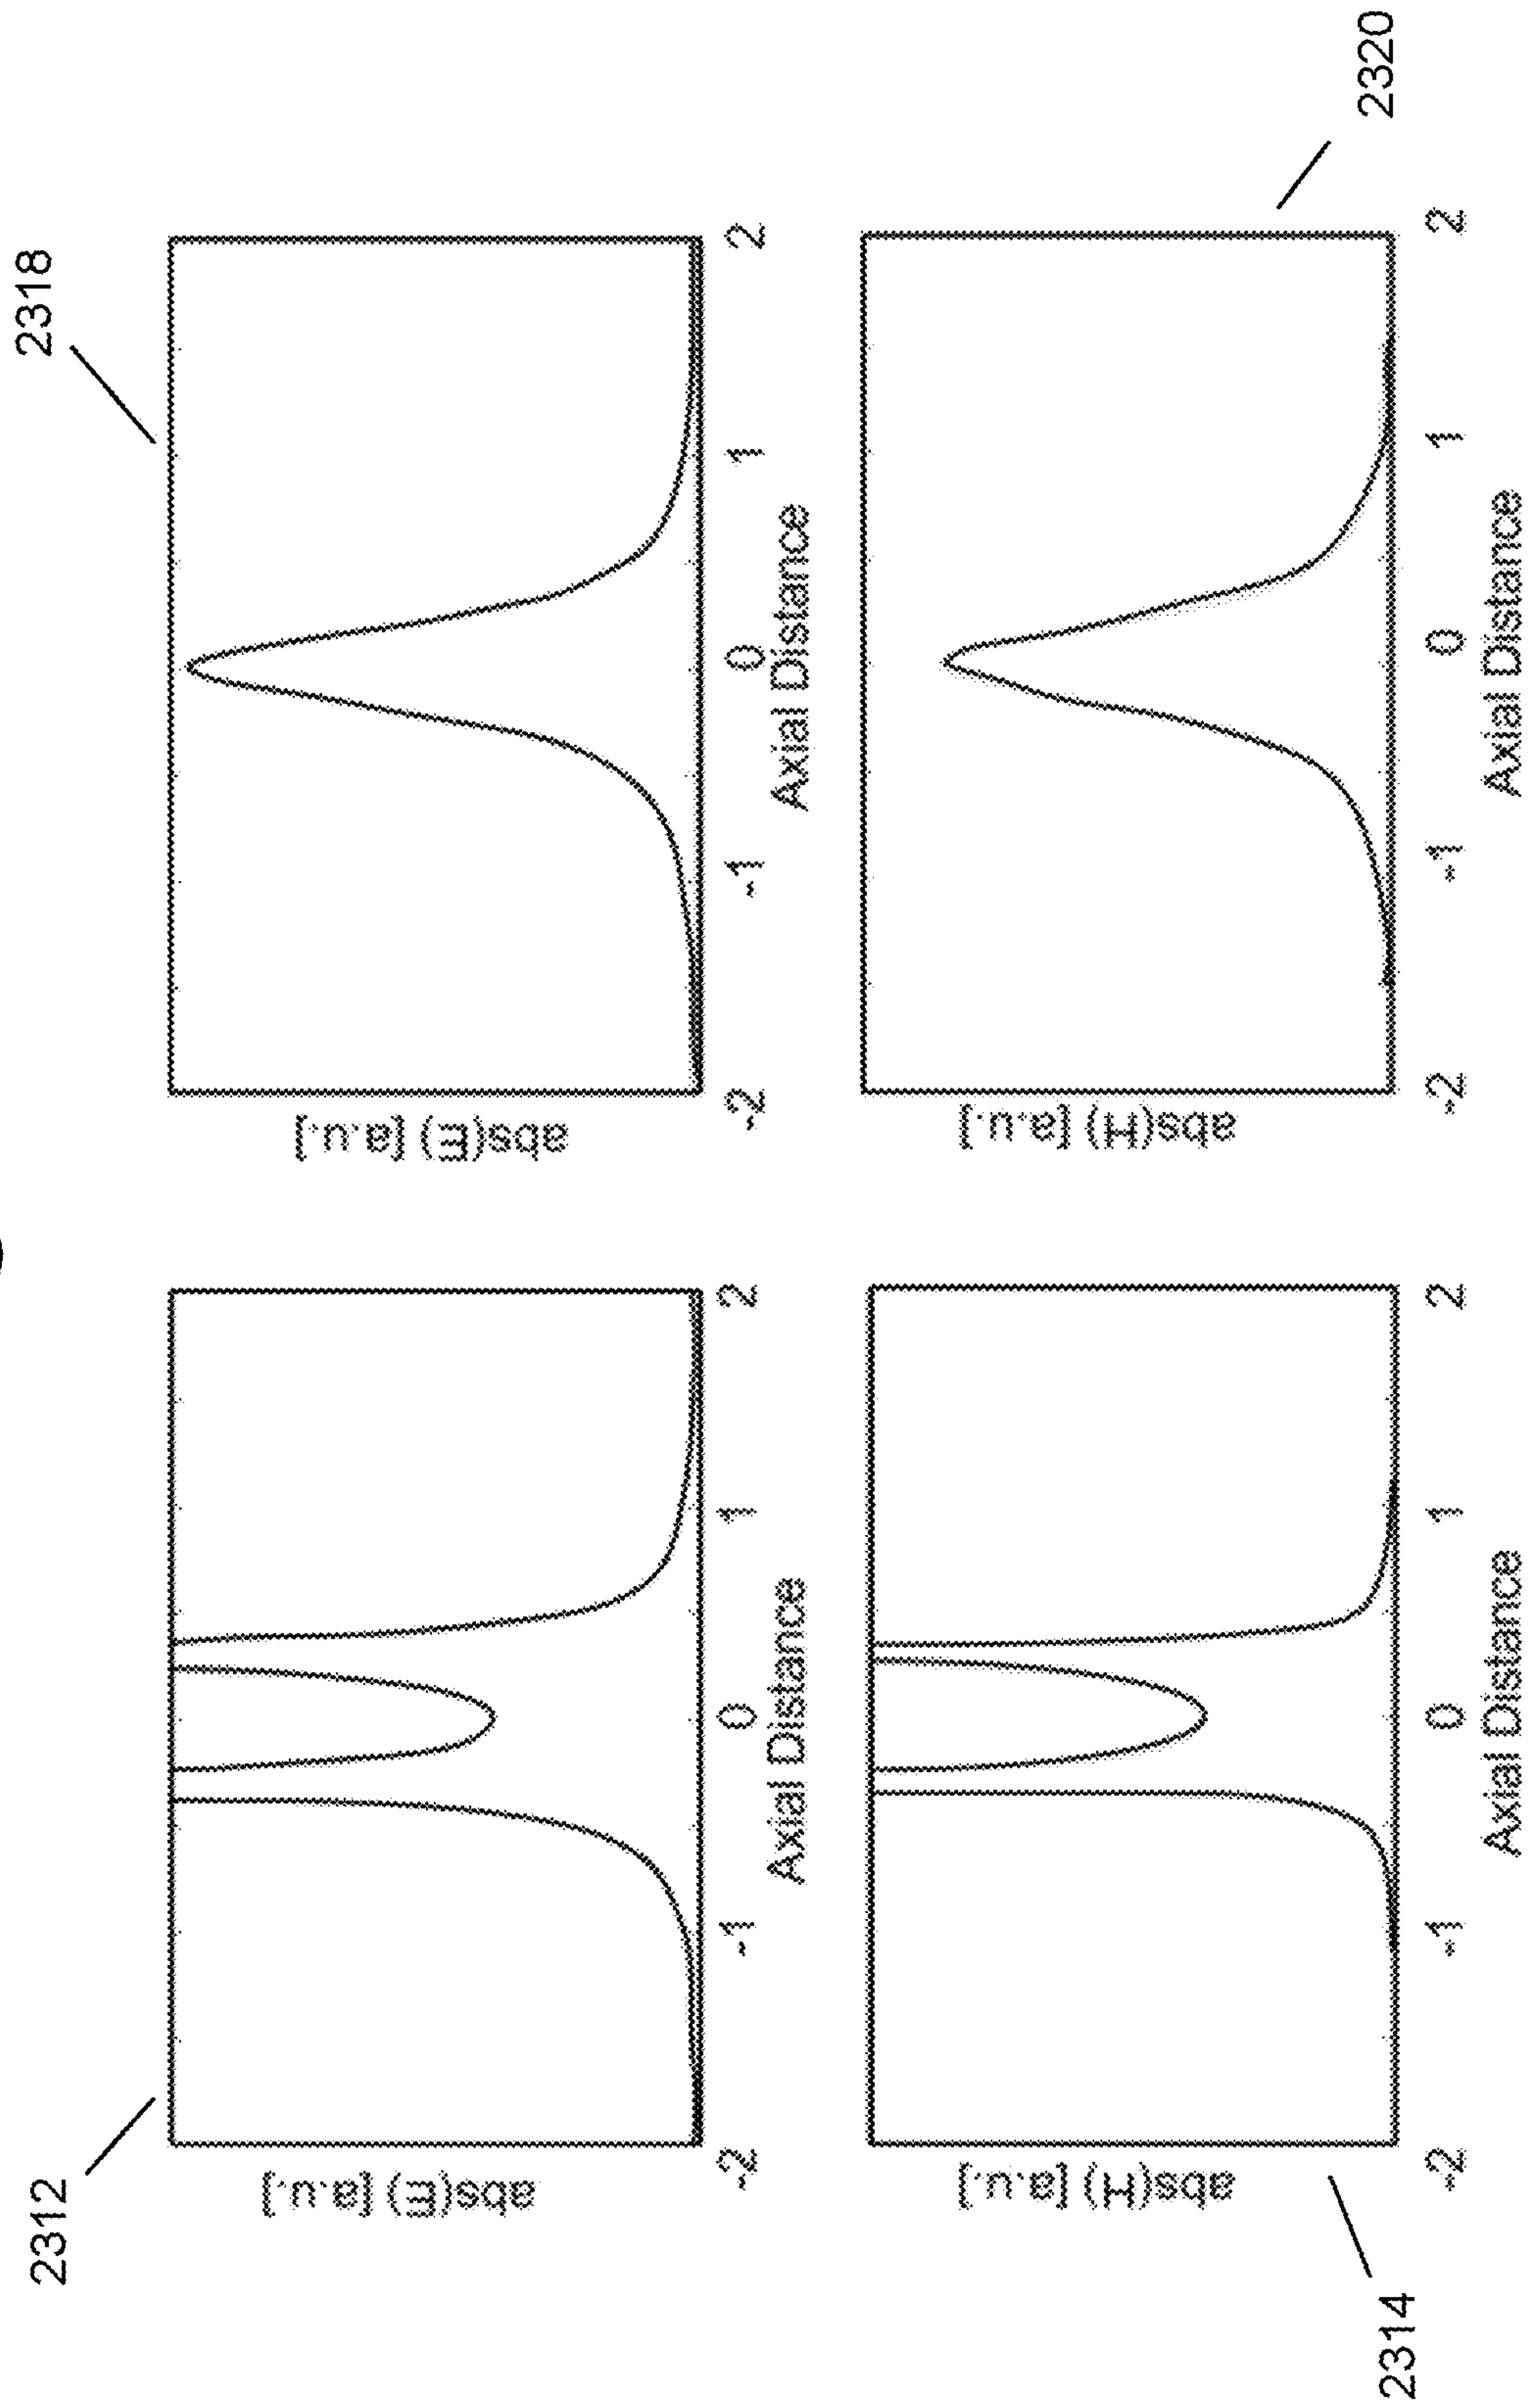 2312
2318
abs(E) [a.u.]
-2 -1 0 1 2
Axial Distance
abs(E) [a.u.]
-2 -1 0 1 2
Axial Distance
abs(H) [a.u.]
-2 -1 0 1 2
Axial Distance
abs(H) [a.u.]
-2 -1 0 1 2
Axial Distance
2314
2320